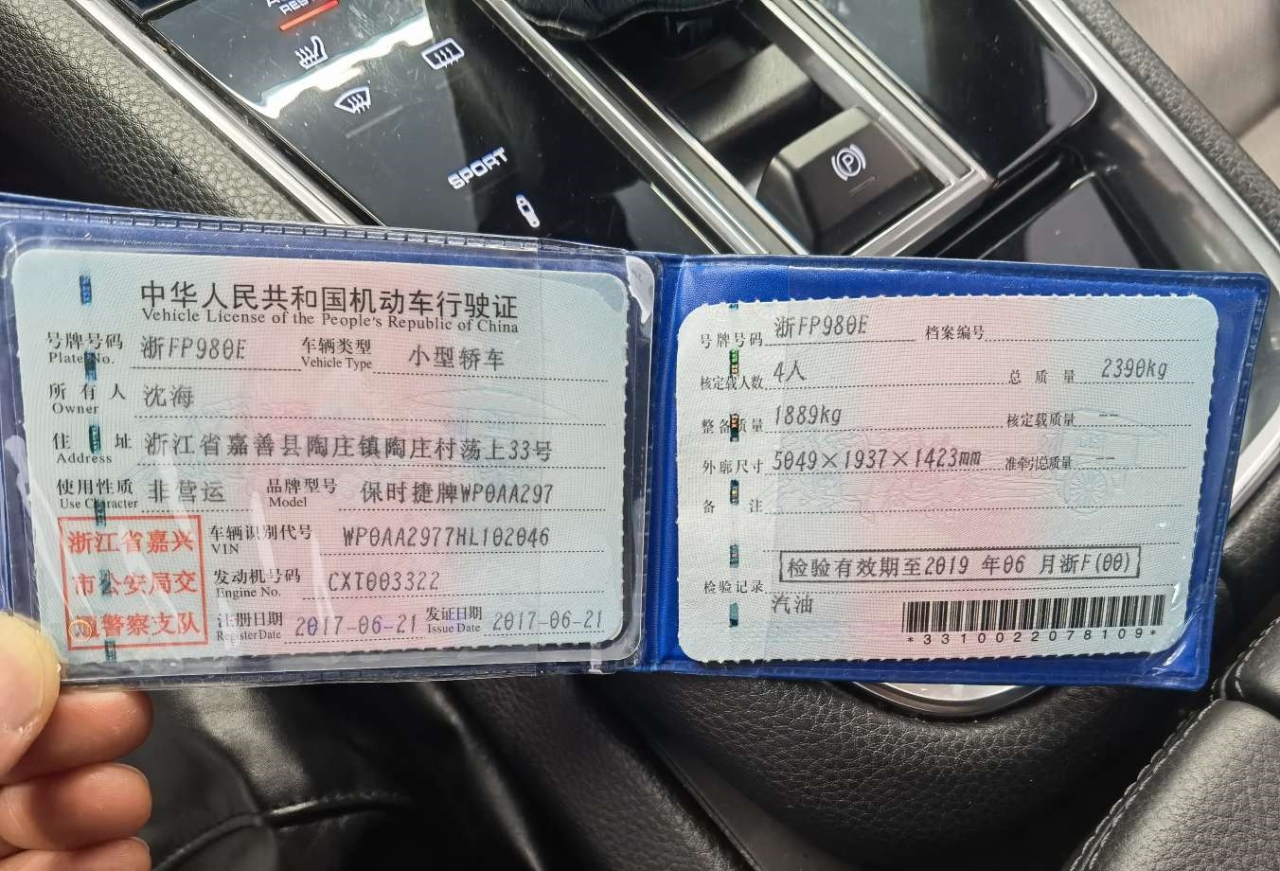 SPORT
中华人民共和国机动车行驶证
Vehicle License of the People's Republic of China
号牌号码 浙FP980E 车辆类型 小型轿车
Plate No. Vehicle Type
所有人 沈海
Owner
住址 浙江省嘉善县陶庄镇陶庄村荡上33号
Address
使用性质 非营运 品牌型号 保时捷牌WP0AA297
Use Character Model
浙江省嘉兴
市公安局交
通警察支队
车辆识别代号 WP0AA2977HL102046
VIN
发动机号码 CXT003322
Engine No.
注册日期 2017-06-21 发证日期 2017-06-21
Register Date Issue Date
号牌号码 浙FP980E 档案编号
核定载人数 4人 总质量 2390kg
整备质量 1889kg 核定载质量 --
外廓尺寸 5049×1937×1423mm 准牵引总质量 --
备注
检验有效期至2019 年06 月浙F(00)
检验记录
汽油
*3310022078109*